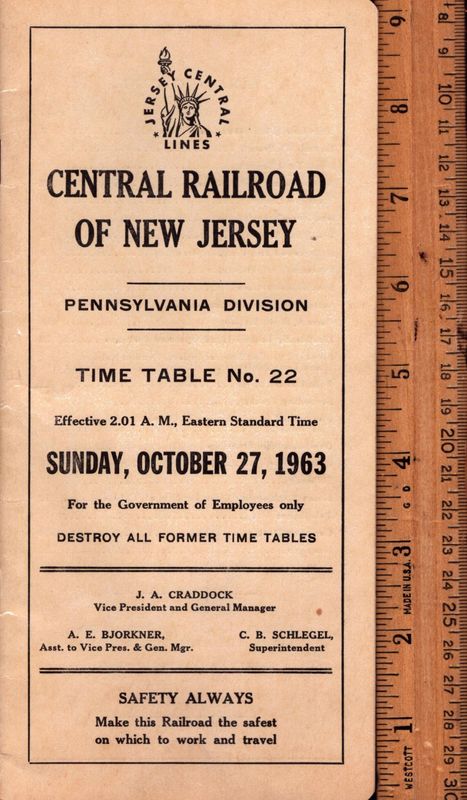 JERSEY CENTRAL
LINES
CENTRAL RAILROAD
OF NEW JERSEY
PENNSYLVANIA DIVISION
TIME TABLE No. 22
Effective 2.01 A. M., Eastern Standard Time
SUNDAY, OCTOBER 27, 1963
For the Government of Employees only
DESTROY ALL FORMER TIME TABLES
J. A. CRADDOCK
Vice President and General Manager
A. E. BJORKNER,
Asst. to Vice Pres. & Gen. Mgr.
C. B. SCHLEGEL,
Superintendent
SAFETY ALWAYS
Make this Railroad the safest
on which to work and travel
9
8
7
6
5
4
3
2
1
G D
MADE IN U.S.A.
WESTCOTT
8
9
10
11
12
13
14
15
16
17
18
19
20
21
22
23
24
25
26
27
28
29
30